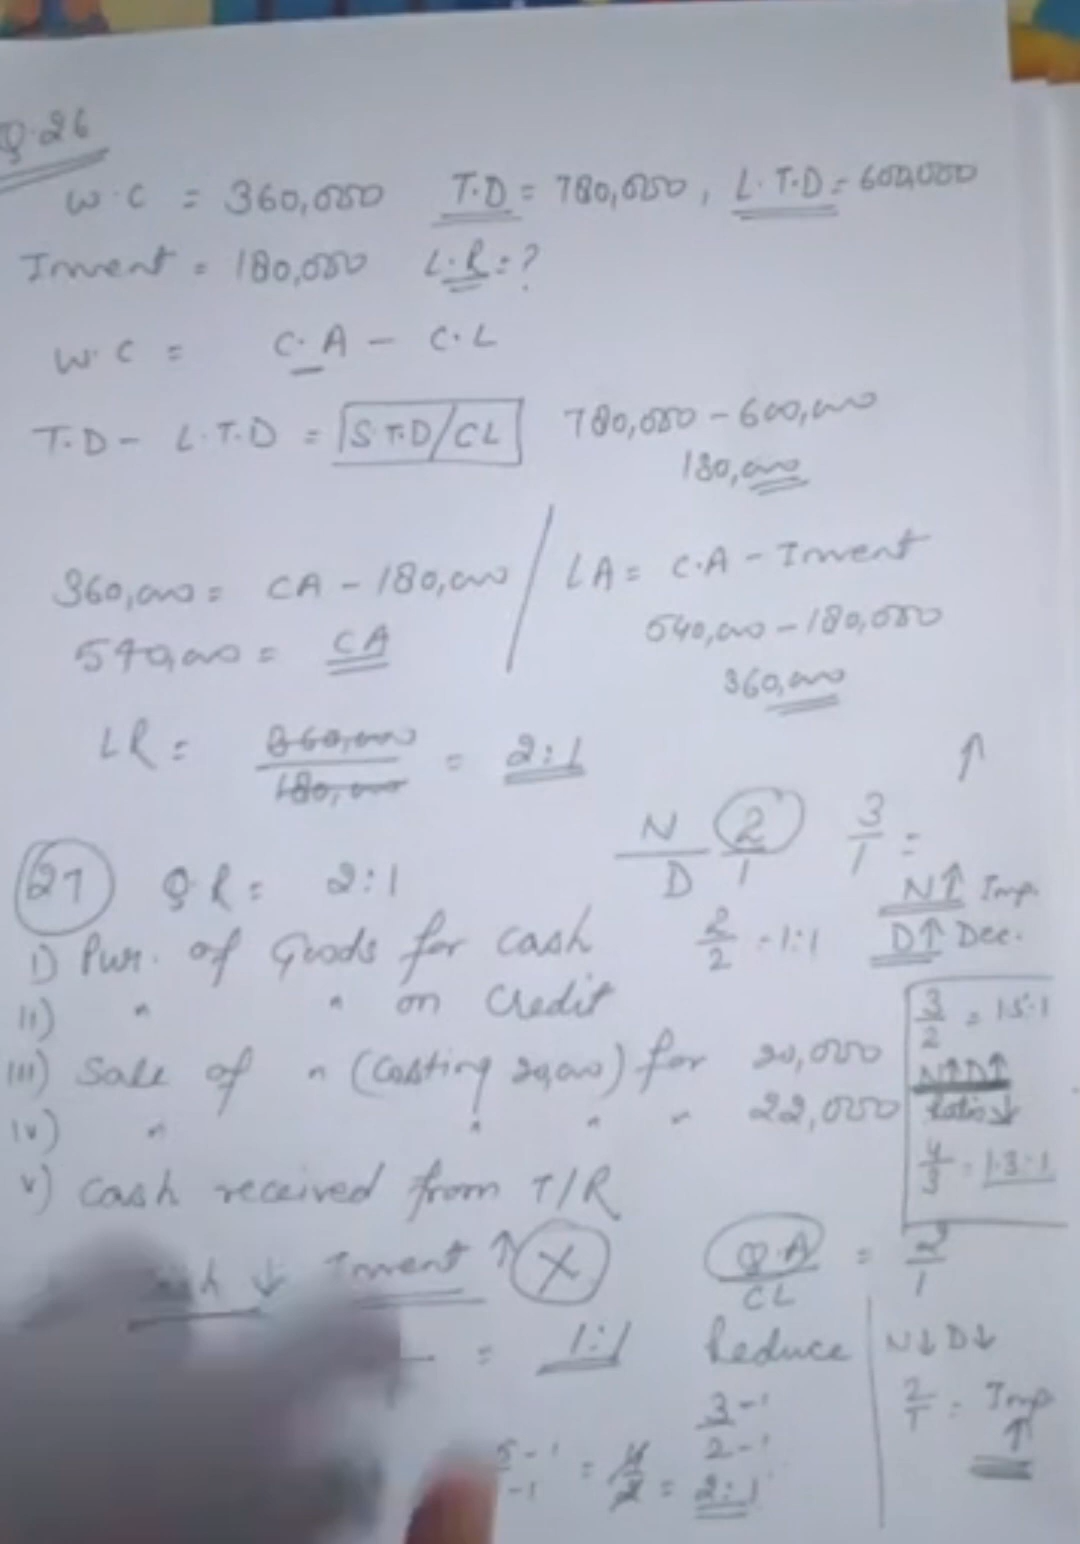 Q.26
W.C = 360,000 T.D = 780,000, L.T.D = 600,000
Invent = 180,000 L.R = ?
W.C = C.A - C.L
T.D - L.T.D = S.T.D/CL 780,000 - 600,000
180,000
360,000 = CA - 180,000 / LA = C.A - Invent
540,000 = CA 540,000 - 180,000
360,000
LR = 360,000/180,000 = 2:1
↑
N/D 2/1 3/1 =
27 Q.R = 2:1 N↑ Imp.
1) Pur. of Goods for cash 2/2 = 1:1 D↑ Dec.
ii) " " on credit 3/2 = 1.5:1
iii) Sale of " (costing 20,000) for 20,000 N↑D↑
iv) " " " " 22,000 Ratio↓
v) cash received from T/R 4/3 = 1.3:1
↓ Invent ↑ X Q.A/CL = 2/1
= 1:1 Reduce N↓ D↓
3-1 2/1 = Imp
2-1 ↑
= 2:1